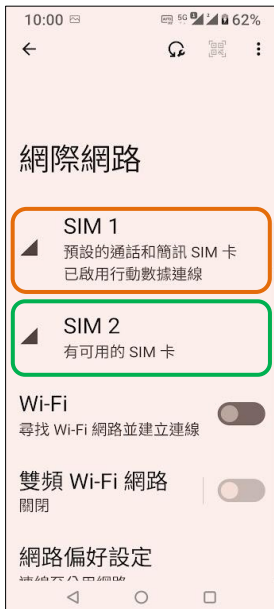 10:00 5G 62%
網際網路
SIM 1
預設的通話和簡訊 SIM 卡
已啟用行動數據連線
SIM 2
有可用的 SIM 卡
Wi-Fi
尋找 Wi-Fi 網路並建立連線
雙頻 Wi-Fi 網路
關閉
網路偏好設定